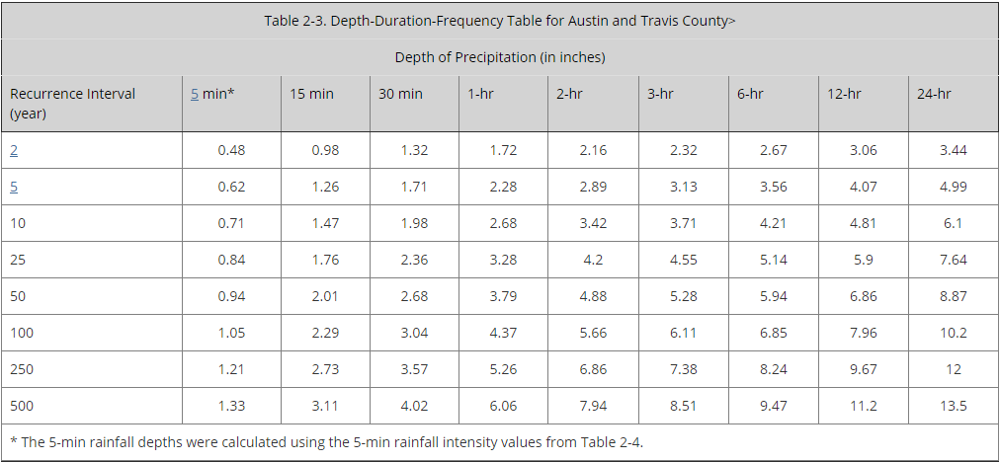 Table 2-3. Depth-Duration-Frequency Table for Austin and Travis County>
Depth of Precipitation (in inches)
Recurrence Interval (year) 5 min* 15 min 30 min 1-hr 2-hr 3-hr 6-hr 12-hr 24-hr
2 0.48 0.98 1.32 1.72 2.16 2.32 2.67 3.06 3.44
5 0.62 1.26 1.71 2.28 2.89 3.13 3.56 4.07 4.99
10 0.71 1.47 1.98 2.68 3.42 3.71 4.21 4.81 6.1
25 0.84 1.76 2.36 3.28 4.2 4.55 5.14 5.9 7.64
50 0.94 2.01 2.68 3.79 4.88 5.28 5.94 6.86 8.87
100 1.05 2.29 3.04 4.37 5.66 6.11 6.85 7.96 10.2
250 1.21 2.73 3.57 5.26 6.86 7.38 8.24 9.67 12
500 1.33 3.11 4.02 6.06 7.94 8.51 9.47 11.2 13.5
* The 5-min rainfall depths were calculated using the 5-min rainfall intensity values from Table 2-4.